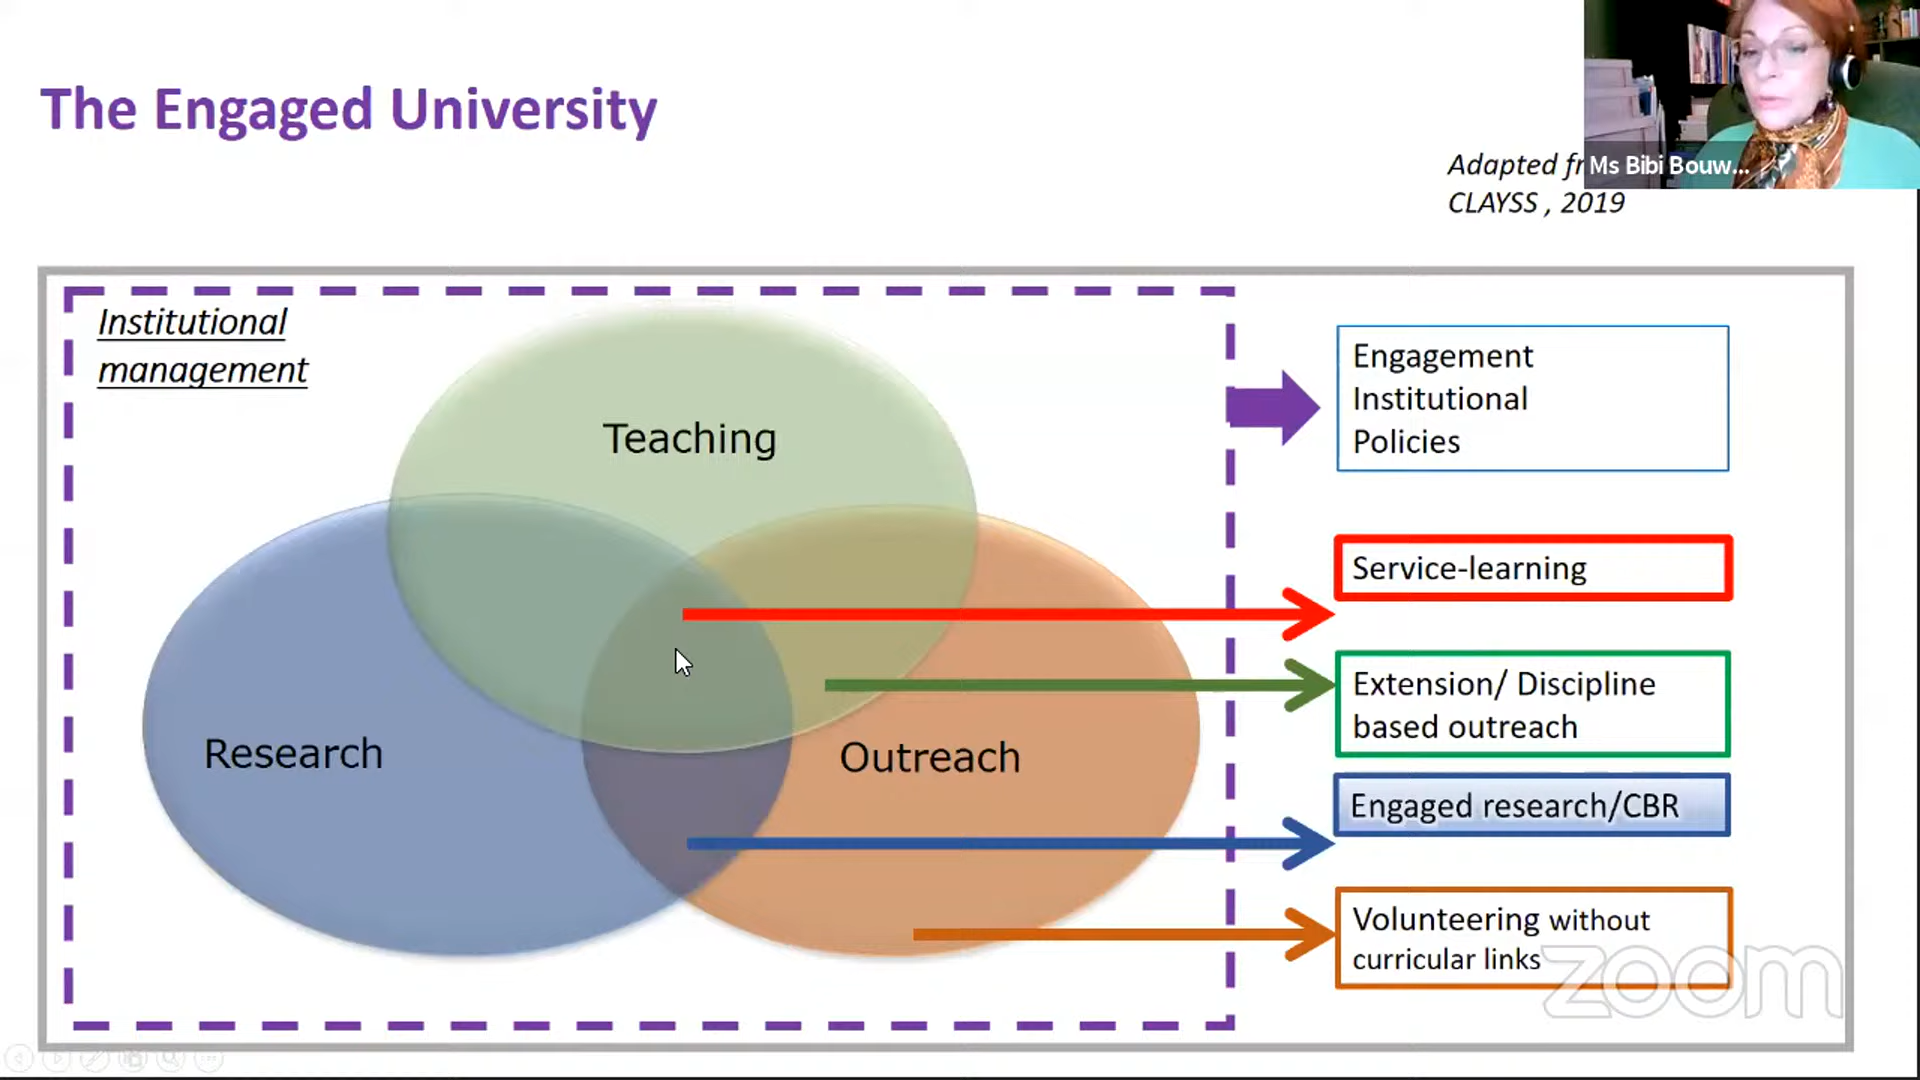 The Engaged University
Adapted fr
CLAYSS , 2019
Ms Bibi Bouw...
Institutional
management
Teaching
Research
Outreach
Engagement
Institutional
Policies
Service-learning
Extension/ Discipline
based outreach
Engaged research/CBR
Volunteering without
curricular links
zoom